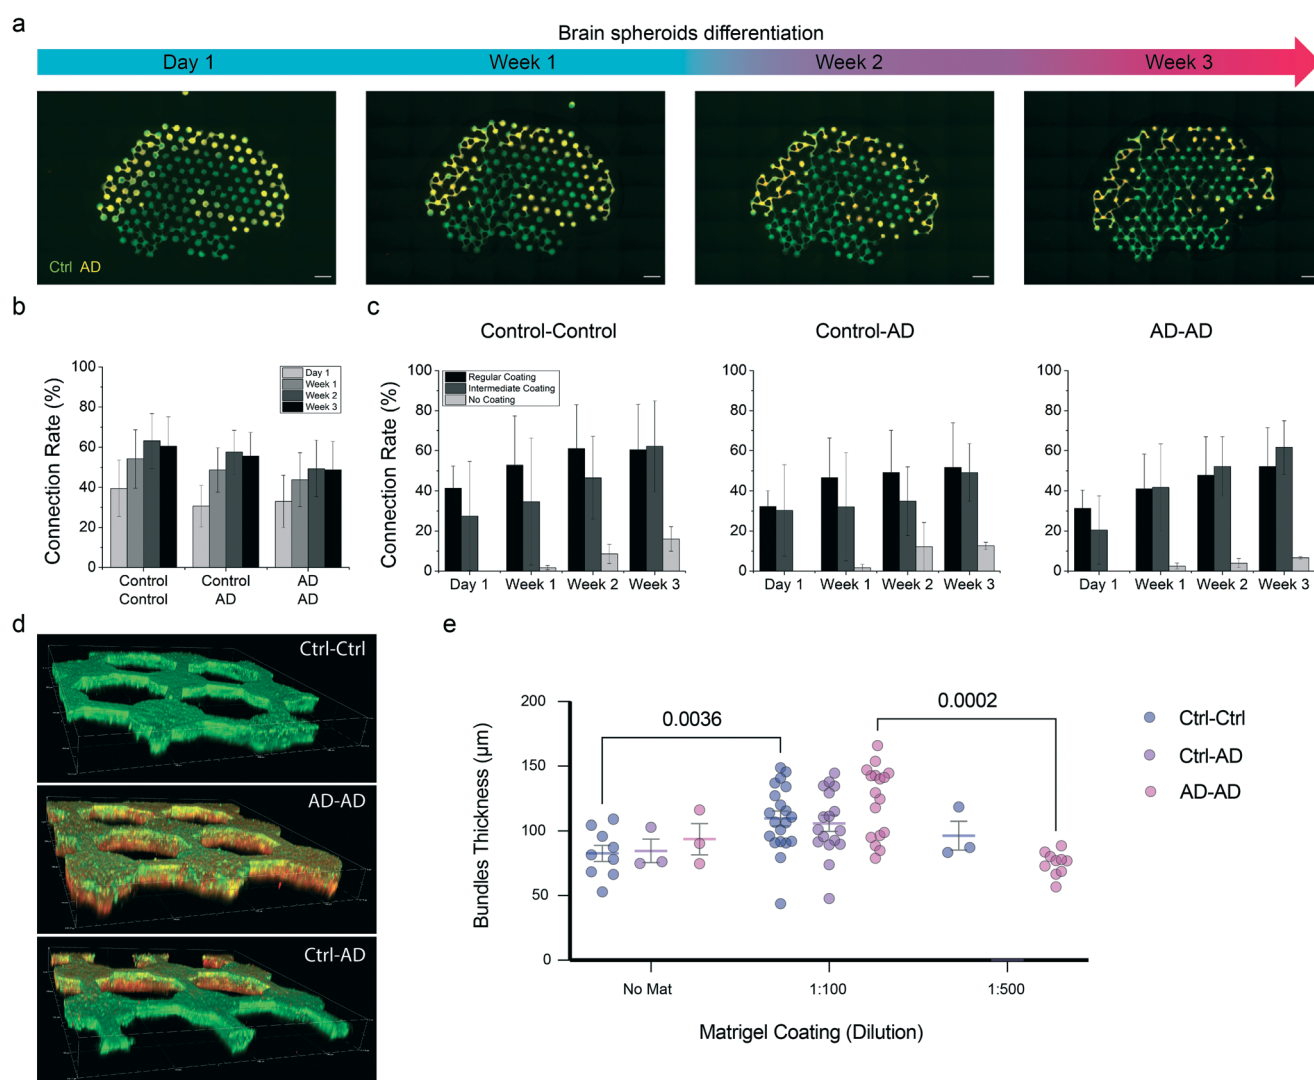 a
Brain spheroids differentiation
Day 1 Week 1 Week 2 Week 3
Ctrl AD
b
Connection Rate (%)
100
80
60
40
20
0
Day 1
Week 1
Week 2
Week 3
Control Control AD
Control AD AD
c
Control-Control Control-AD AD-AD
Connection Rate (%)
100
80
60
40
20
0
Regular Coating
Intermediate Coating
No Coating
Day 1 Week 1 Week 2 Week 3
100
80
60
40
20
0
Day 1 Week 1 Week 2 Week 3
100
80
60
40
20
0
Day 1 Week 1 Week 2 Week 3
d
Ctrl-Ctrl
AD-AD
Ctrl-AD
e
Bundles Thickness (μm)
200
150
100
50
0
0.0036
0.0002
Ctrl-Ctrl
Ctrl-AD
AD-AD
No Mat 1:100 1:500
Matrigel Coating (Dilution)